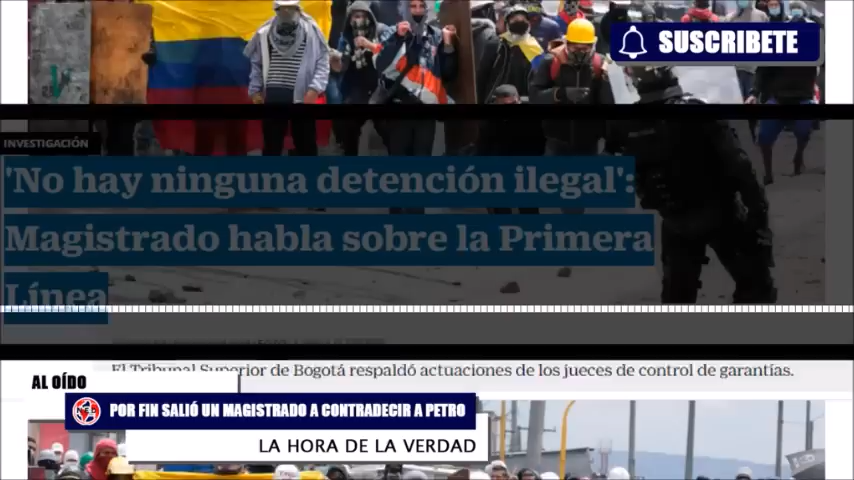 SUSCRIBETE
INVESTIGACIÓN
'No hay ninguna detención ilegal':
Magistrado habla sobre la Primera
Línea
El Tribunal Superior de Bogotá respaldó actuaciones de los jueces de control de garantías.
AL OÍDO
POR FIN SALIÓ UN MAGISTRADO A CONTRADECIR A PETRO
LA HORA DE LA VERDAD